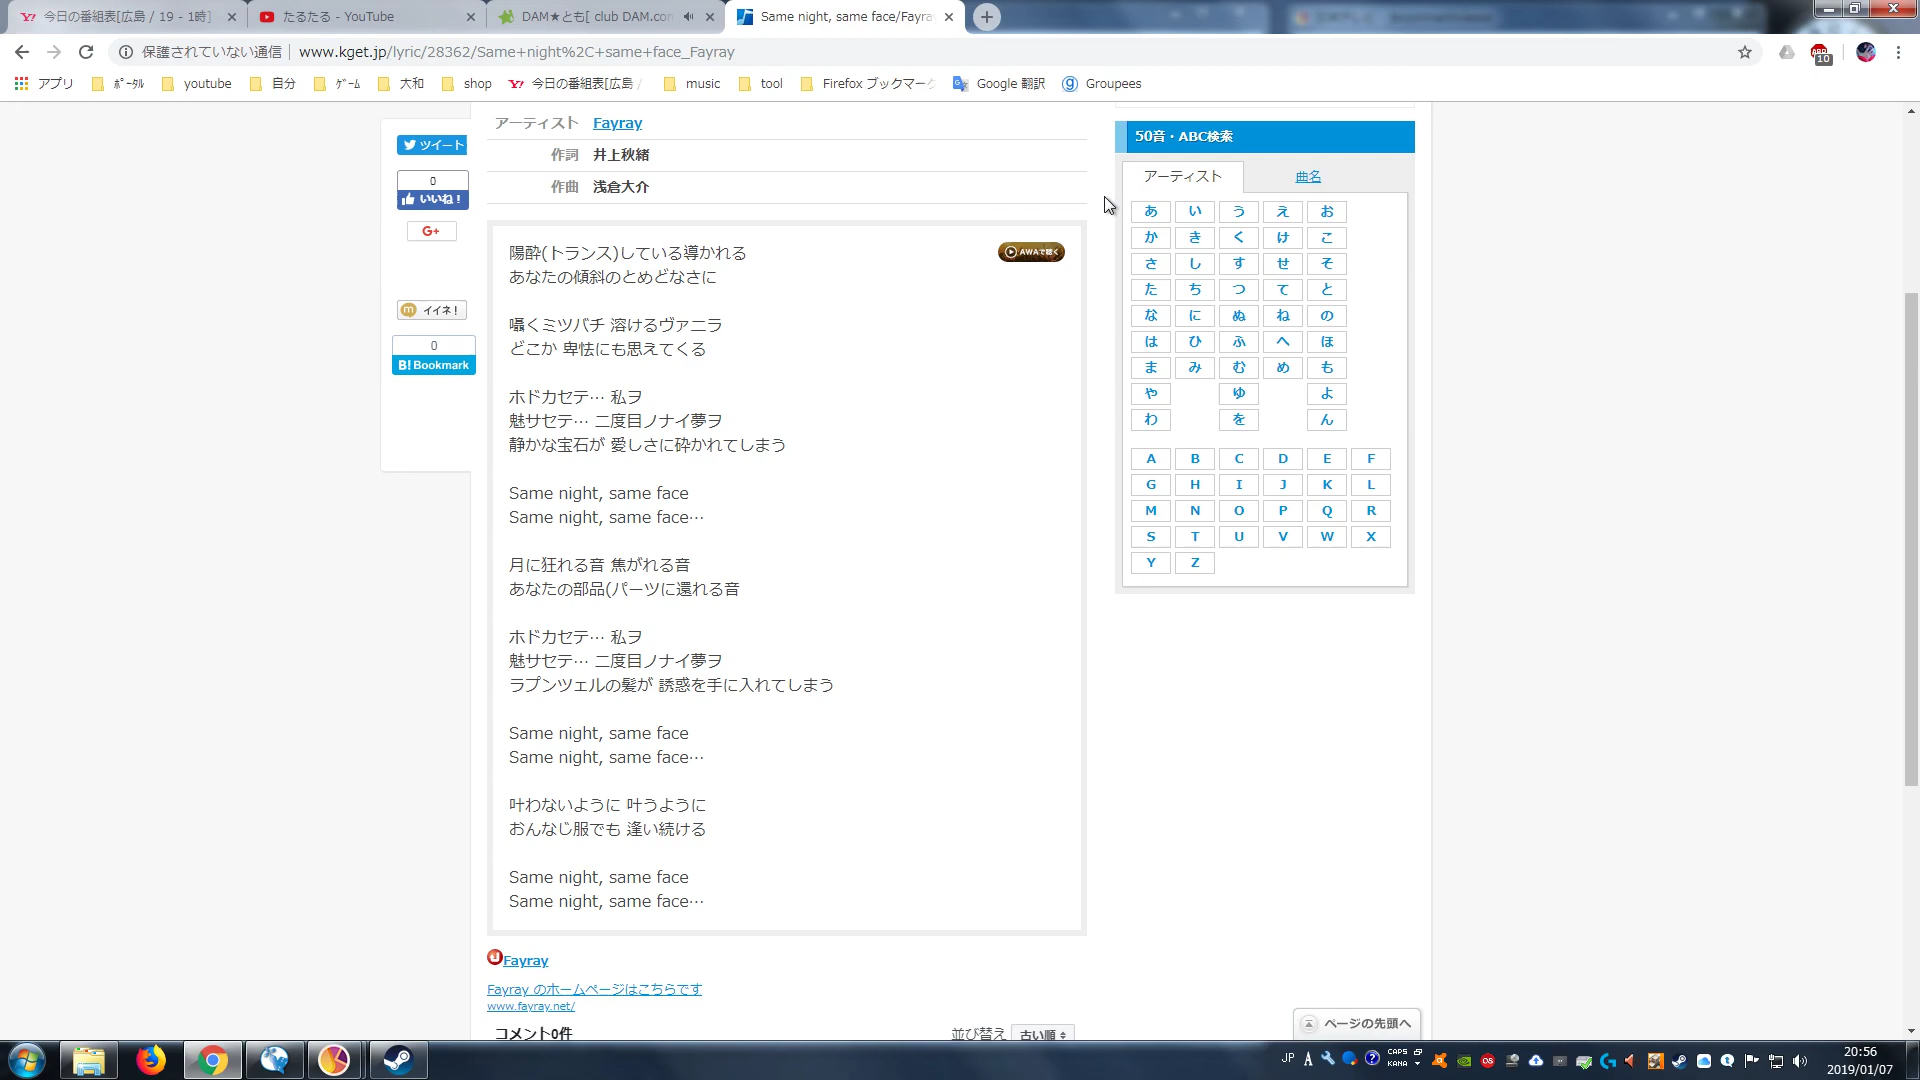 今日の番組表[広島 / 19 - 1時]
たるたる - YouTube
DAM★とも[ club DAM.com
Same night, same face/Fayra
保護されていない通信 | www.kget.jp/lyric/28362/Same+night%2C+same+face_Fayray
アプリ
ﾎﾟｰﾀﾙ
youtube
自分
ｹﾞｰﾑ
大和
shop
今日の番組表[広島 /
music
tool
Firefox ブックマーク
Google 翻訳
Groupees
ツイート
0
いいね！
G+
イイネ！
0
B! Bookmark
アーティスト Fayray
作詞 井上秋緒
作曲 浅倉大介
AWAで聴く
陽酔(トランス)している導かれる
あなたの傾斜のとめどなさに
囁くミツバチ 溶けるヴァニラ
どこか 卑怯にも思えてくる
ホドカセテ… 私ヲ
魅サセテ… 二度目ノナイ夢ヲ
静かな宝石が 愛しさに砕かれてしまう
Same night, same face
Same night, same face…
月に狂れる音 焦がれる音
あなたの部品(パーツに還れる音
ホドカセテ… 私ヲ
魅サセテ… 二度目ノナイ夢ヲ
ラプンツェルの髪が 誘惑を手に入れてしまう
Same night, same face
Same night, same face…
叶わないように 叶うように
おんなじ服でも 逢い続ける
Same night, same face
Same night, same face…
Fayray
Fayray のホームページはこちらです
www.fayray.net/
コメント0件
並び替え 古い順
50音・ABC検索
アーティスト 曲名
あ い う え お
か き く け こ
さ し す せ そ
た ち つ て と
な に ぬ ね の
は ひ ふ へ ほ
ま み む め も
や ゆ よ
わ を ん
A B C D E F
G H I J K L
M N O P Q R
S T U V W X
Y Z
ページの先頭へ
JP A
CAPS
KANA
20:56
2019/01/07